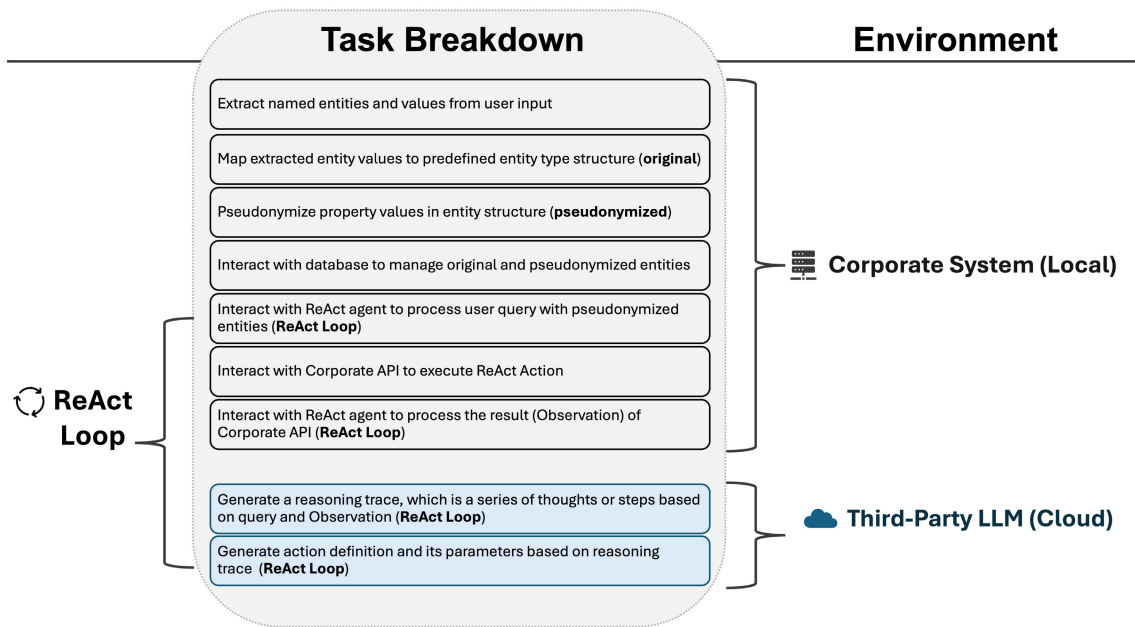 Task Breakdown
Environment
Extract named entities and values from user input
Map extracted entity values to predefined entity type structure (original)
Pseudonymize property values in entity structure (pseudonymized)
Interact with database to manage original and pseudonymized entities
Interact with ReAct agent to process user query with pseudonymized
entities (ReAct Loop)
Interact with Corporate API to execute ReAct Action
Interact with ReAct agent to process the result (Observation) of
Corporate API (ReAct Loop)
Generate a reasoning trace, which is a series of thoughts or steps based
on query and Observation (ReAct Loop)
Generate action definition and its parameters based on reasoning
trace (ReAct Loop)
ReAct
Loop
Corporate System (Local)
Third-Party LLM (Cloud)